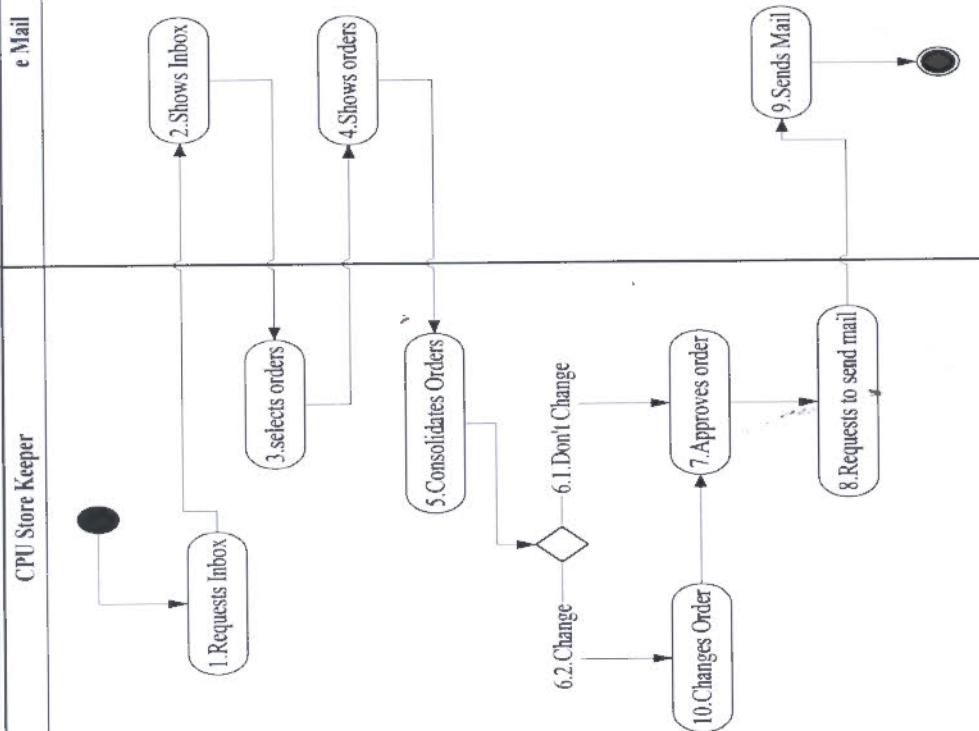 CPU Store Keeper
e Mail
1.Requests Inbox
2.Shows Inbox
3.selects orders
4.Shows orders
5.Consolidates Orders
6.2.Change
6.1.Don't Change
10.Changes Order
7.Approves order
8.Requests to send mail
9.Sends Mail